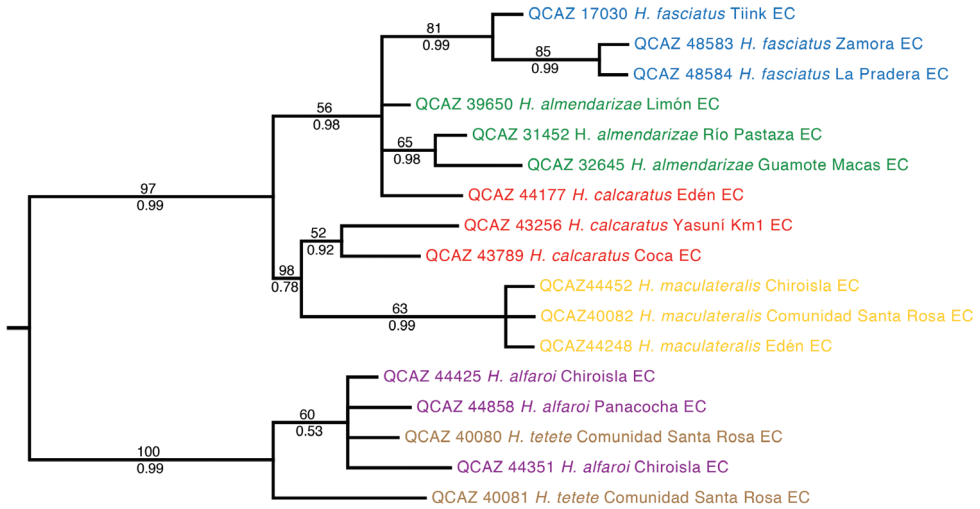 81
0.99
QCAZ 17030 H. fasciatus Tiink EC
85
0.99
QCAZ 48583 H. fasciatus Zamora EC
QCAZ 48584 H. fasciatus La Pradera EC
56
0.98
QCAZ 39650 H. almendarizae Limón EC
65
0.98
QCAZ 31452 H. almendarizae Río Pastaza EC
QCAZ 32645 H. almendarizae Guamote Macas EC
97
0.99
QCAZ 44177 H. calcaratus Edén EC
52
0.92
QCAZ 43256 H. calcaratus Yasuní Km1 EC
QCAZ 43789 H. calcaratus Coca EC
98
0.78
63
0.99
QCAZ44452 H. maculateralis Chiroisla EC
QCAZ40082 H. maculateralis Comunidad Santa Rosa EC
QCAZ44248 H. maculateralis Edén EC
QCAZ 44425 H. alfaroi Chiroisla EC
60
0.53
QCAZ 44858 H. alfaroi Panacocha EC
QCAZ 40080 H. tetete Comunidad Santa Rosa EC
100
0.99
QCAZ 44351 H. alfaroi Chiroisla EC
QCAZ 40081 H. tetete Comunidad Santa Rosa EC